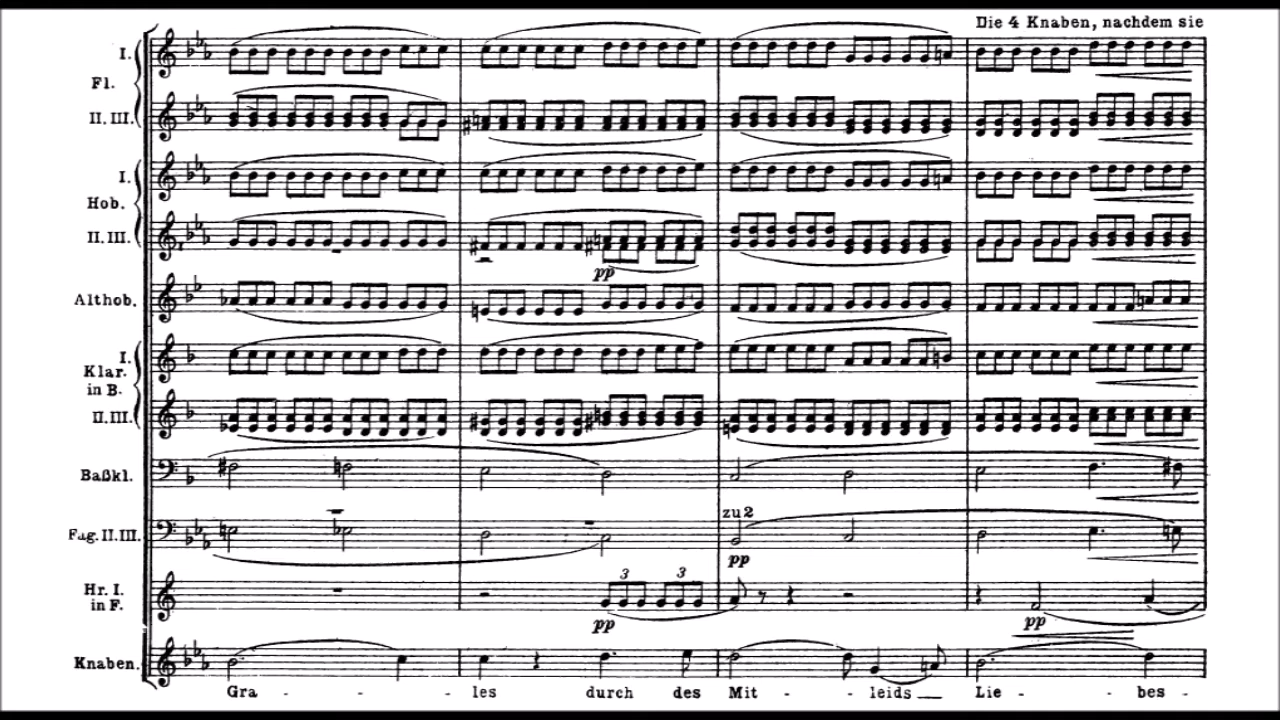 Die 4 Knaben, nachdem sie
I.
Fl.
II. III.
I.
Hob.
II. III.
pp
Althob.
I.
Klar.
in B.
II. III.
Baßkl.
zu 2
Fag. II. III.
pp
Hr. I.
in F.
3 3
pp
pp
Knaben.
Gra - - - les durch des Mit - - leids Lie - - bes -